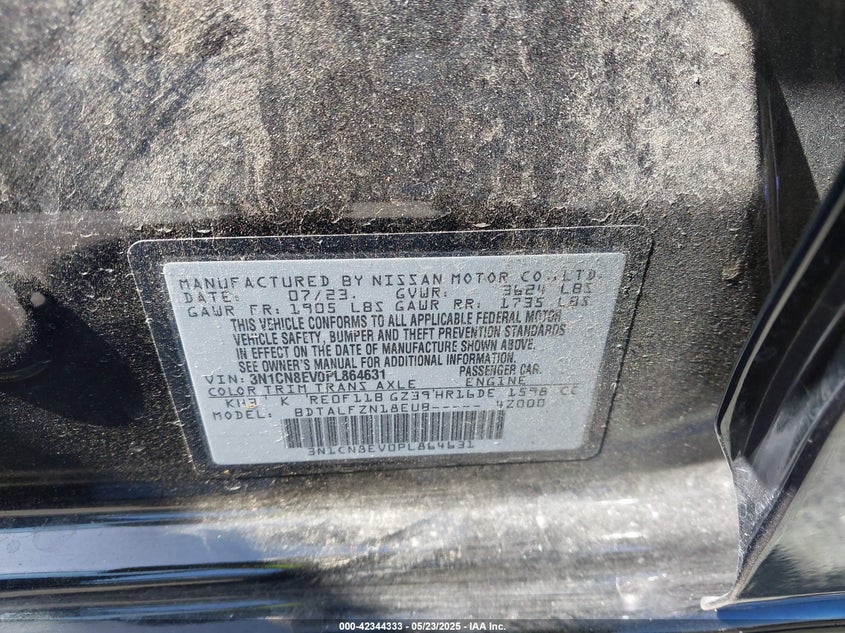 MANUFACTURED BY NISSAN MOTOR CO.,LTD.
DATE: 07/23. GVWR: 3624 LBS
GAWR FR: 1905 LBS GAWR RR: 1735 LBS
THIS VEHICLE CONFORMS TO ALL APPLICABLE FEDERAL MOTOR
VEHICLE SAFETY, BUMPER AND THEFT PREVENTION STANDARDS
IN EFFECT ON THE DATE OF MANUFACTURE SHOWN ABOVE.
SEE OWNER'S MANUAL FOR ADDITIONAL INFORMATION.
VIN: 3N1CN8EV0PL864631 PASSENGER CAR.
COLOR TRIM TRANS AXLE ENGINE
K RE0F11B GZ39 HR16DE 1598 CC
MODEL: BDTALFZN18EUB----- 4Z000
3N1CN8EV0PL864631
000-42344333 - 05/23/2025 - IAA Inc.